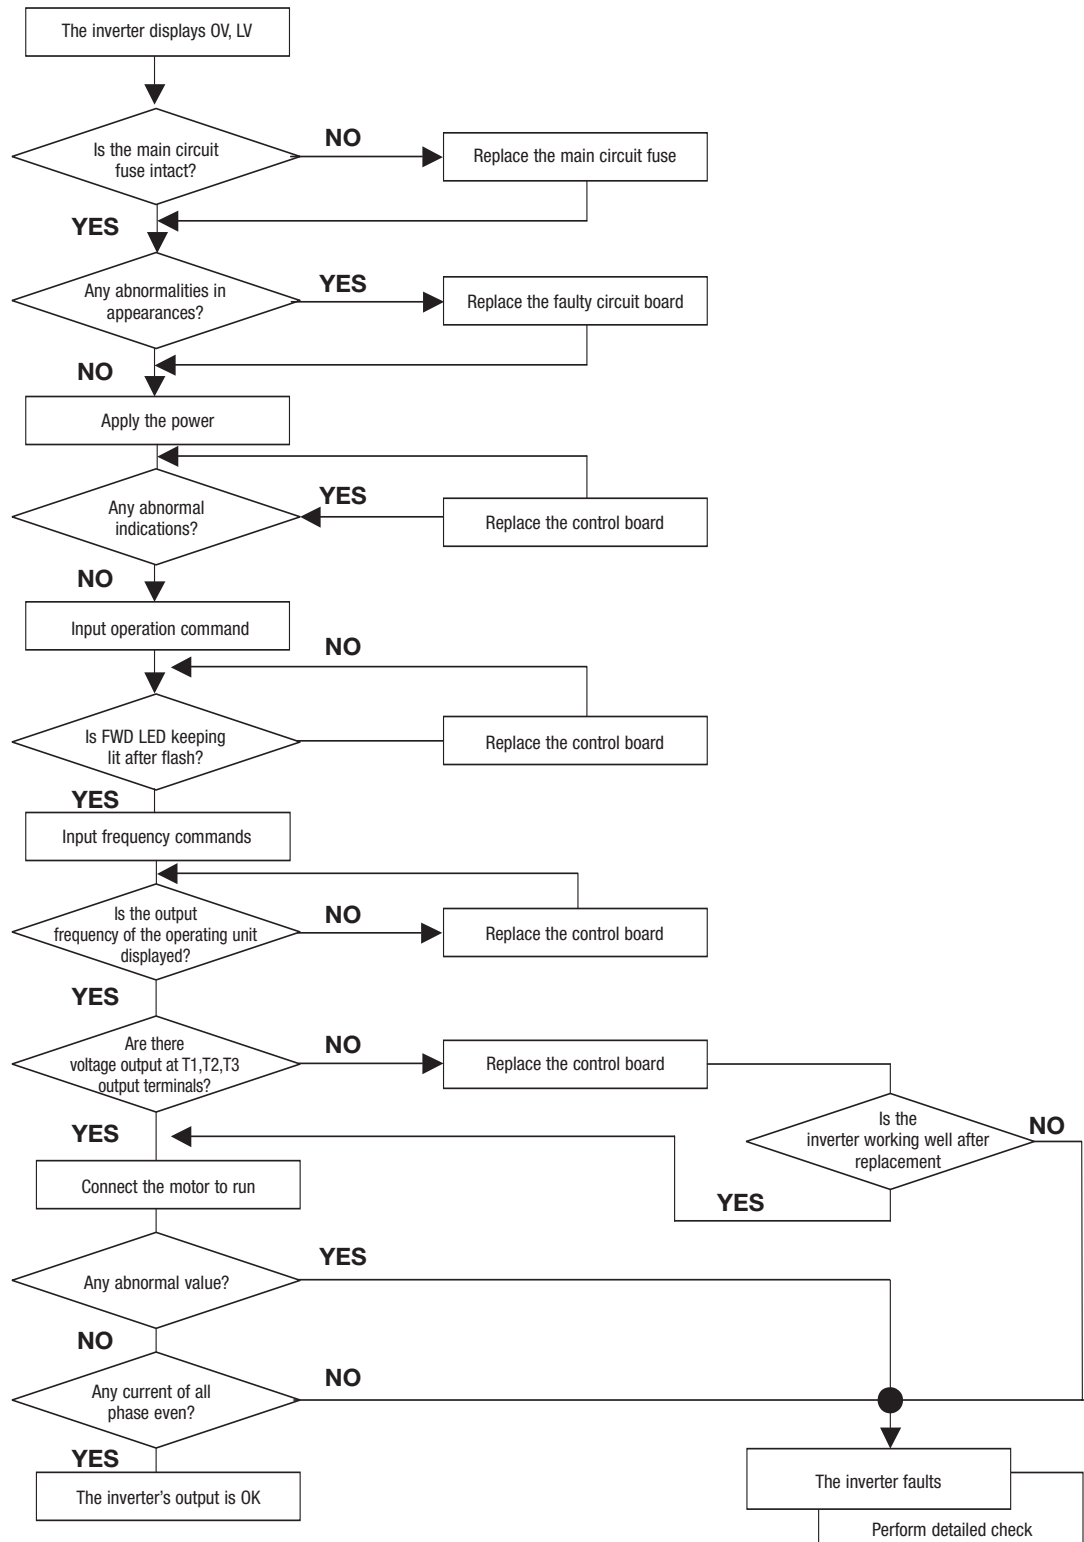 The inverter displays OV, LV
Is the main circuit
fuse intact?
NO
Replace the main circuit fuse
YES
Any abnormalities in
appearances?
YES
Replace the faulty circuit board
NO
Apply the power
Any abnormal
indications?
YES
Replace the control board
NO
Input operation command
NO
Is FWD LED keeping
lit after flash?
Replace the control board
YES
Input frequency commands
Is the output
frequency of the operating unit
displayed?
NO
Replace the control board
YES
Are there
voltage output at T1,T2,T3
output terminals?
NO
Replace the control board
Is the
inverter working well after
replacement
NO
YES
YES
Connect the motor to run
Any abnormal value?
YES
NO
Any current of all
phase even?
NO
YES
The inverter's output is OK
The inverter faults
Perform detailed check